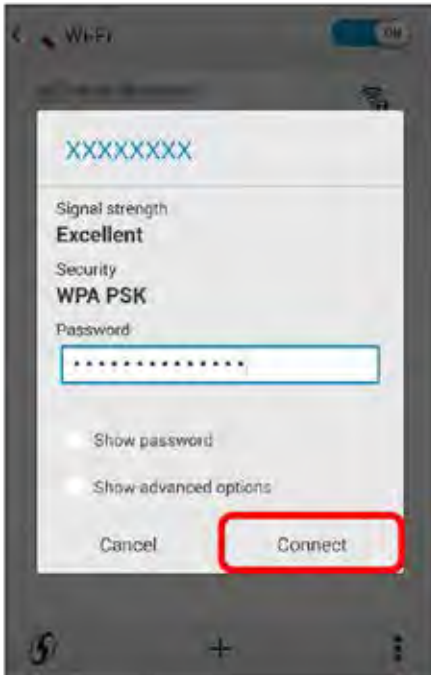 Wi-Fi
ON
XXXXXXXX
Signal strength
Excellent
Security
WPA PSK
Password
••••••••••••••
Show password
Show advanced options
Cancel
Connect